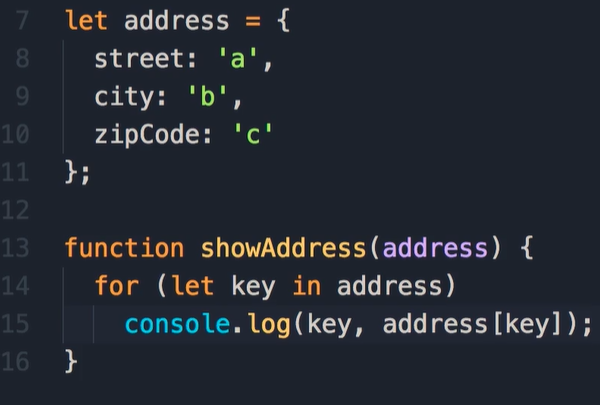 7 let address = {
8 street: 'a',
9 city: 'b',
10 zipCode: 'c'
11 };
12
13 function showAddress(address) {
14 for (let key in address)
15 console.log(key, address[key]);
16 }